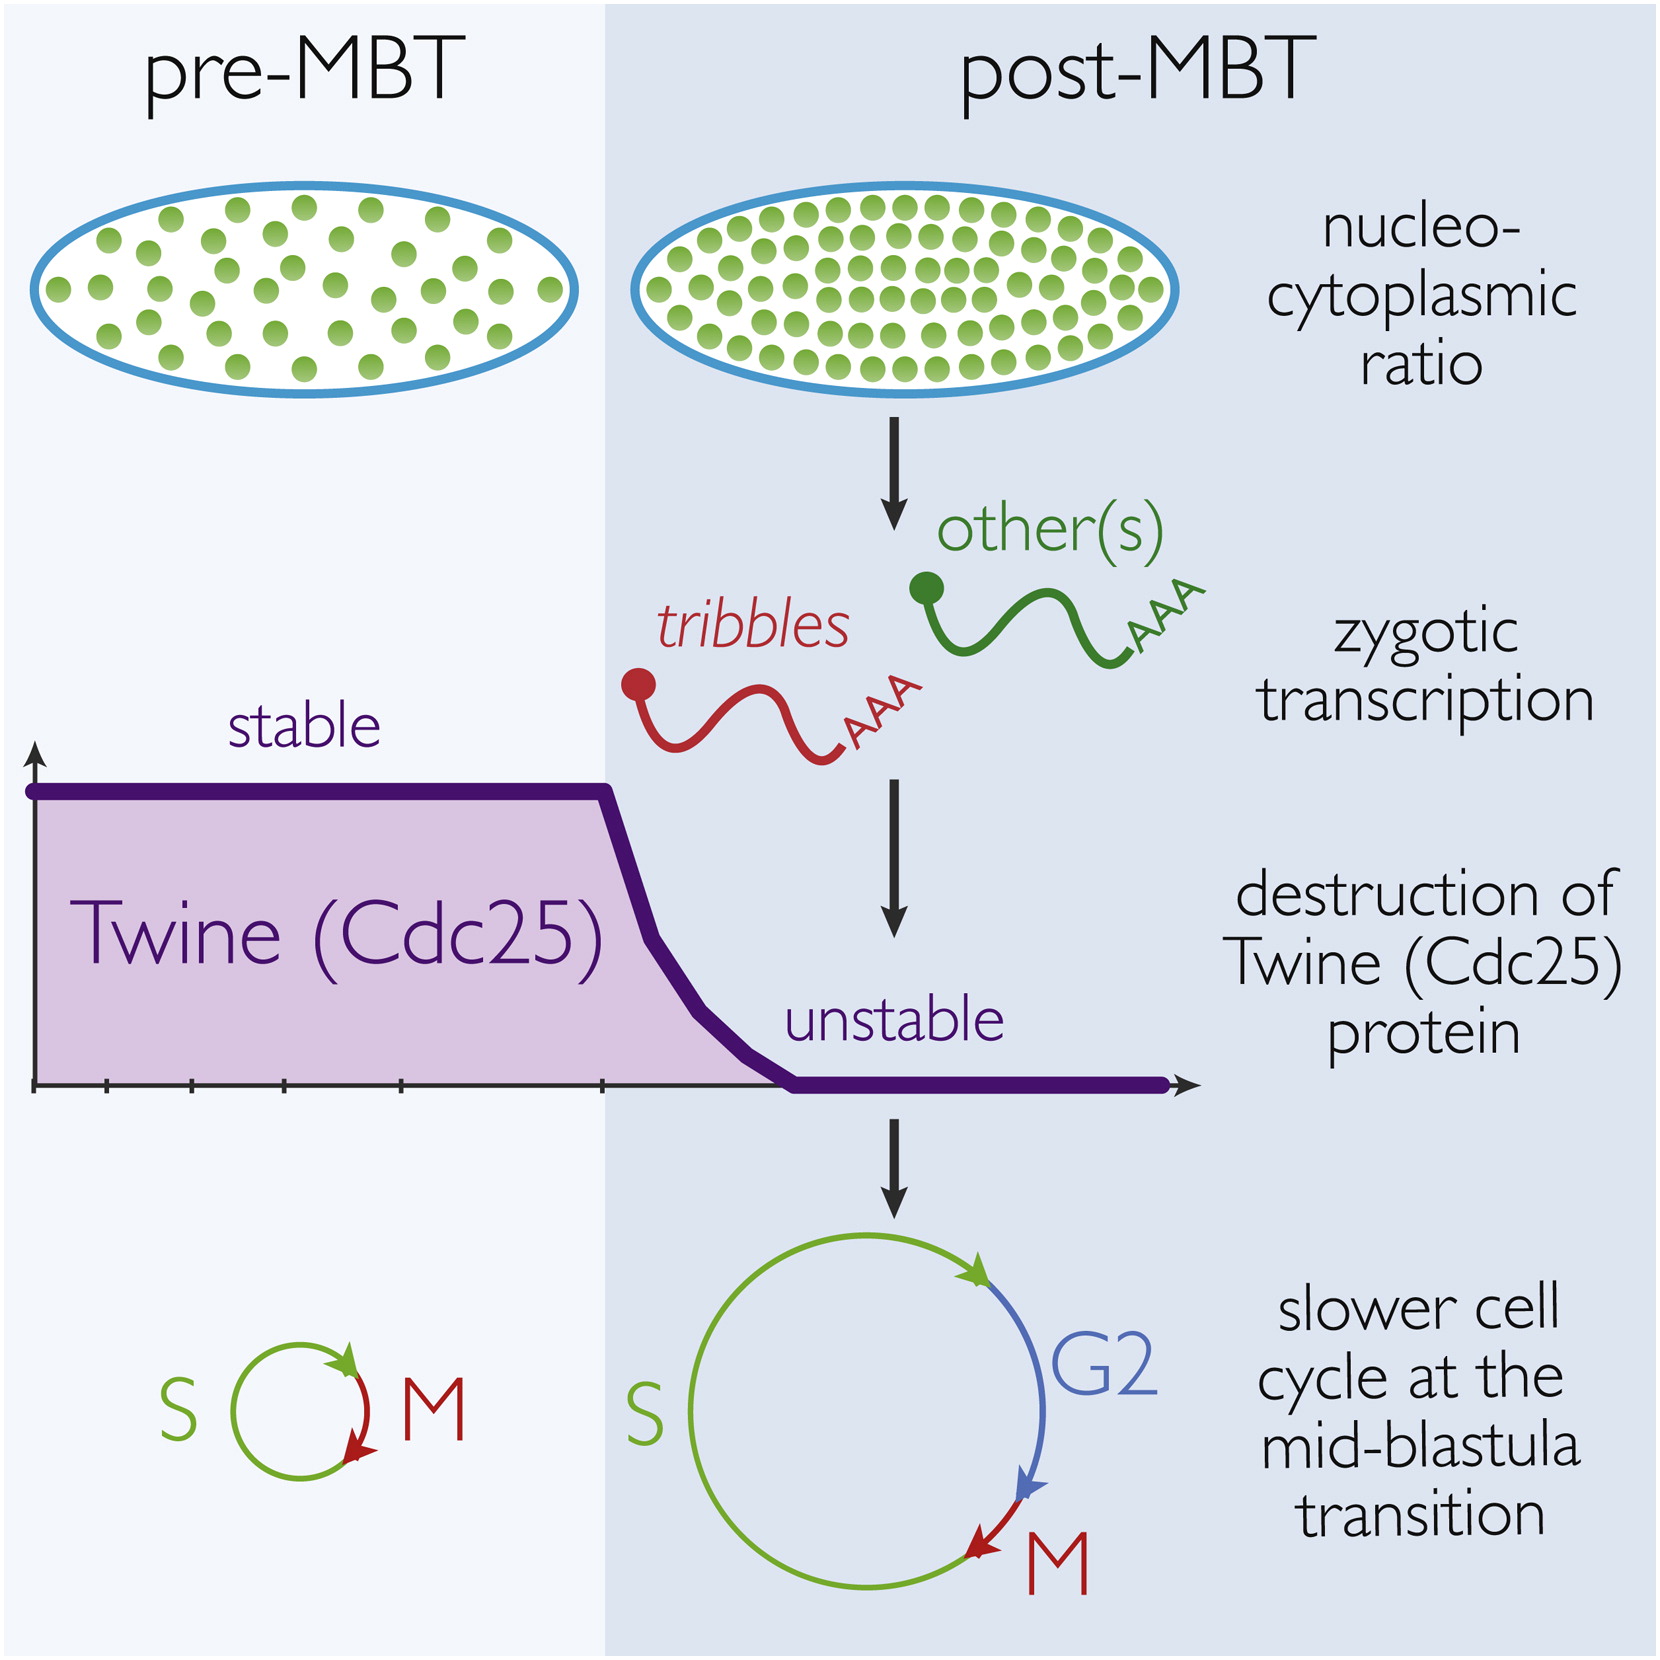 pre-MBT
post-MBT
nucleo-
cytoplasmic
ratio
other(s)
AAA
tribbles
AAA
zygotic
transcription
stable
Twine (Cdc25)
unstable
destruction of
Twine (Cdc25)
protein
S
M
S
G2
M
slower cell
cycle at the
mid-blastula
transition